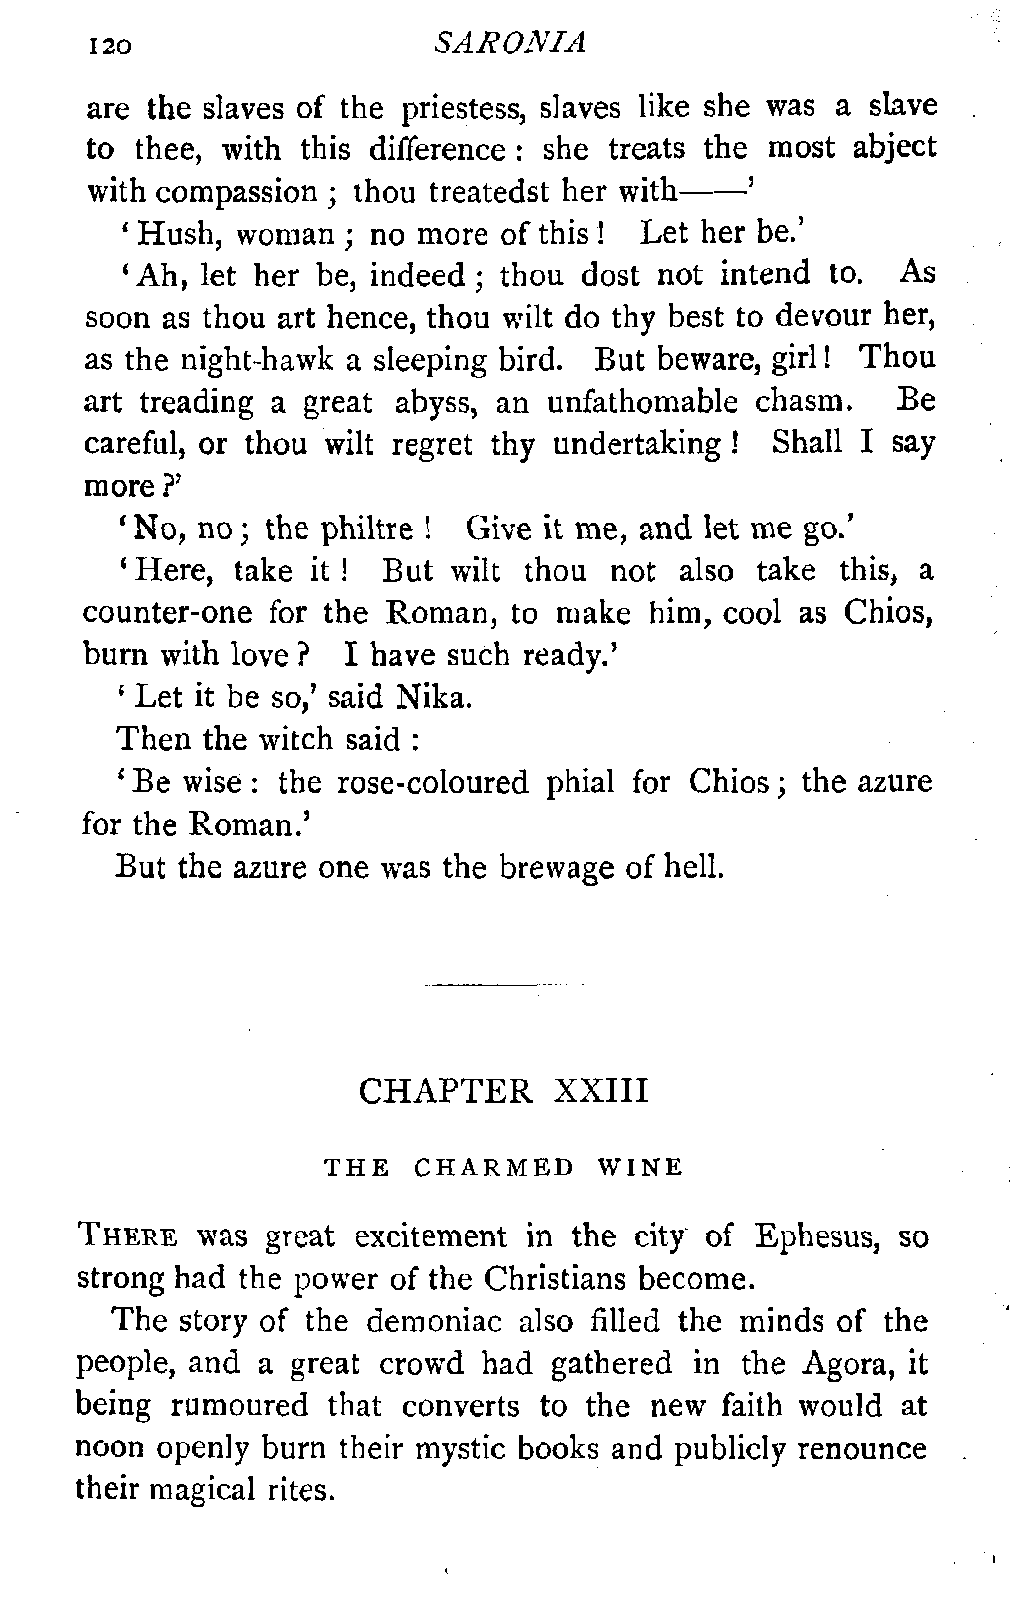 120 SARONIA
are the slaves of the priestess, slaves like she was a slave
to thee, with this difference : she treats the most abject
with compassion ; thou treatedst her with——’
‘ Hush, woman ; no more of this ! Let her be.’
‘ Ah, let her be, indeed ; thou dost not intend to. As
soon as thou art hence, thou wilt do thy best to devour her,
as the night-hawk a sleeping bird. But beware, girl ! Thou
art treading a great abyss, an unfathomable chasm. Be
careful, or thou wilt regret thy undertaking ! Shall I say
more ?’
‘ No, no ; the philtre ! Give it me, and let me go.’
‘ Here, take it ! But wilt thou not also take this, a
counter-one for the Roman, to make him, cool as Chios,
burn with love ? I have such ready.’
‘ Let it be so,’ said Nika.
Then the witch said :
‘ Be wise : the rose-coloured phial for Chios ; the azure
for the Roman.’
But the azure one was the brewage of hell.
CHAPTER XXIII
THE CHARMED WINE
THERE was great excitement in the city of Ephesus, so
strong had the power of the Christians become.
The story of the demoniac also filled the minds of the
people, and a great crowd had gathered in the Agora, it
being rumoured that converts to the new faith would at
noon openly burn their mystic books and publicly renounce
their magical rites.